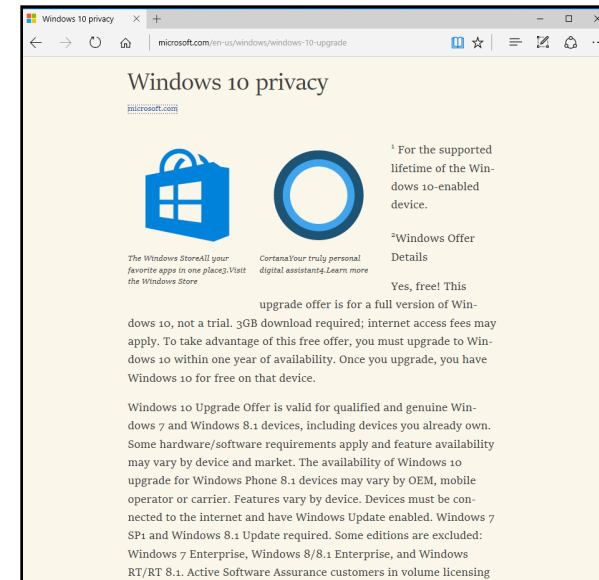 Windows 10 privacy
microsoft.com/en-us/windows/windows-10-upgrade
Windows 10 privacy
microsoft.com
The Windows StoreAll your
favorite apps in one place3.Visit
the Windows Store
CortanaYour truly personal
digital assistant4.Learn more
¹ For the supported
lifetime of the Win-
dows 10-enabled
device.
²Windows Offer
Details
Yes, free! This
upgrade offer is for a full version of Win-
dows 10, not a trial. 3GB download required; internet access fees may
apply. To take advantage of this free offer, you must upgrade to Win-
dows 10 within one year of availability. Once you upgrade, you have
Windows 10 for free on that device.
Windows 10 Upgrade Offer is valid for qualified and genuine Win-
dows 7 and Windows 8.1 devices, including devices you already own.
Some hardware/software requirements apply and feature availability
may vary by device and market. The availability of Windows 10
upgrade for Windows Phone 8.1 devices may vary by OEM, mobile
operator or carrier. Features vary by device. Devices must be con-
nected to the internet and have Windows Update enabled. Windows 7
SP1 and Windows 8.1 Update required. Some editions are excluded:
Windows 7 Enterprise, Windows 8/8.1 Enterprise, and Windows
RT/RT 8.1. Active Software Assurance customers in volume licensing